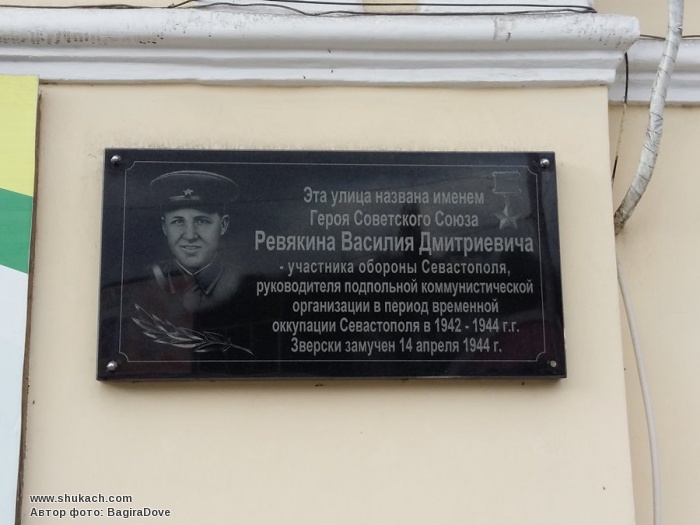 Эта улица названа именем
Героя Советского Союза
Ревякина Василия Дмитриевича
- участника обороны Севастополя,
руководителя подпольной коммунистической
организации в период временной
оккупации Севастополя в 1942 - 1944 г.г.
Зверски замучен 14 апреля 1944 г.
www.shukach.com
Автор фото: BagiraDove